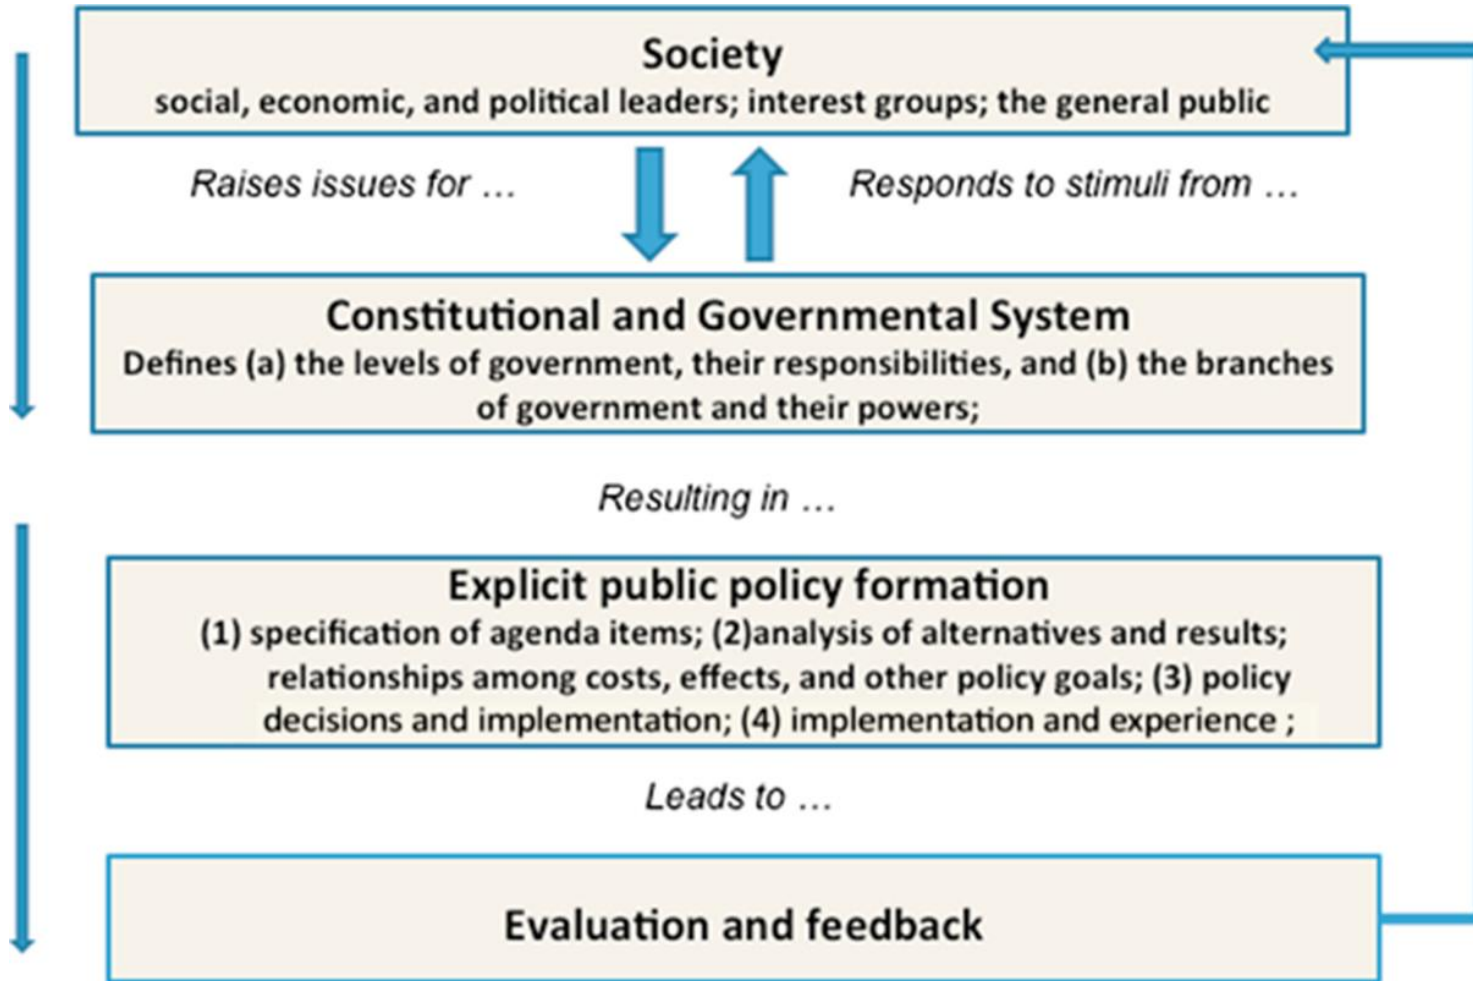 Society
social, economic, and political leaders; interest groups; the general public
Raises issues for …
Responds to stimuli from …
Constitutional and Governmental System
Defines (a) the levels of government, their responsibilities, and (b) the branches
of government and their powers;
Resulting in …
Explicit public policy formation
(1) specification of agenda items; (2)analysis of alternatives and results;
relationships among costs, effects, and other policy goals; (3) policy
decisions and implementation; (4) implementation and experience ;
Leads to …
Evaluation and feedback